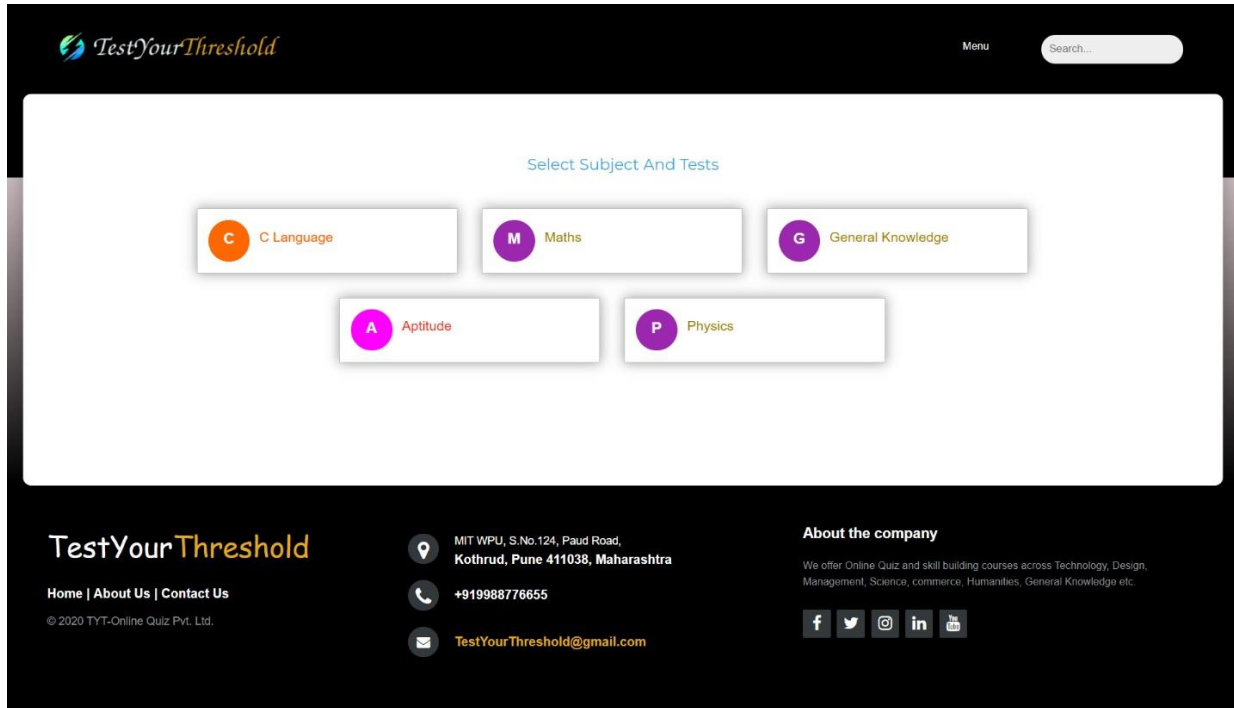 TestYourThreshold
Menu
Search...
Select Subject And Tests
C
C Language
M
Maths
G
General Knowledge
A
Aptitude
P
Physics
TestYourThreshold
Home | About Us | Contact Us
© 2020 TYT-Online Quiz Pvt. Ltd.
MIT WPU, S.No.124, Paud Road,
Kothrud, Pune 411038, Maharashtra
+919988776655
TestYourThreshold@gmail.com
About the company
We offer Online Quiz and skill building courses across Technology, Design,
Management, Science, commerce, Humanities, General Knowledge etc.
f
in
You
Tube